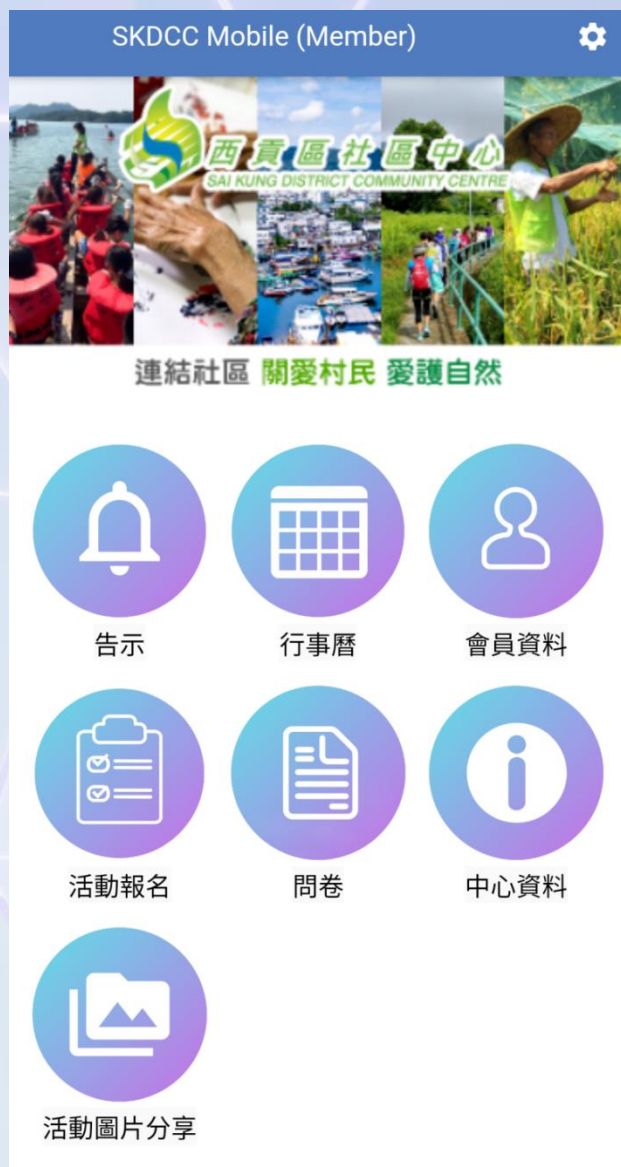 SKDCC Mobile (Member)
西貢區社區中心
SAI KUNG DISTRICT COMMUNITY CENTRE
連結社區 關愛村民 愛護自然
告示
行事曆
會員資料
活動報名
問卷
中心資料
活動圖片分享